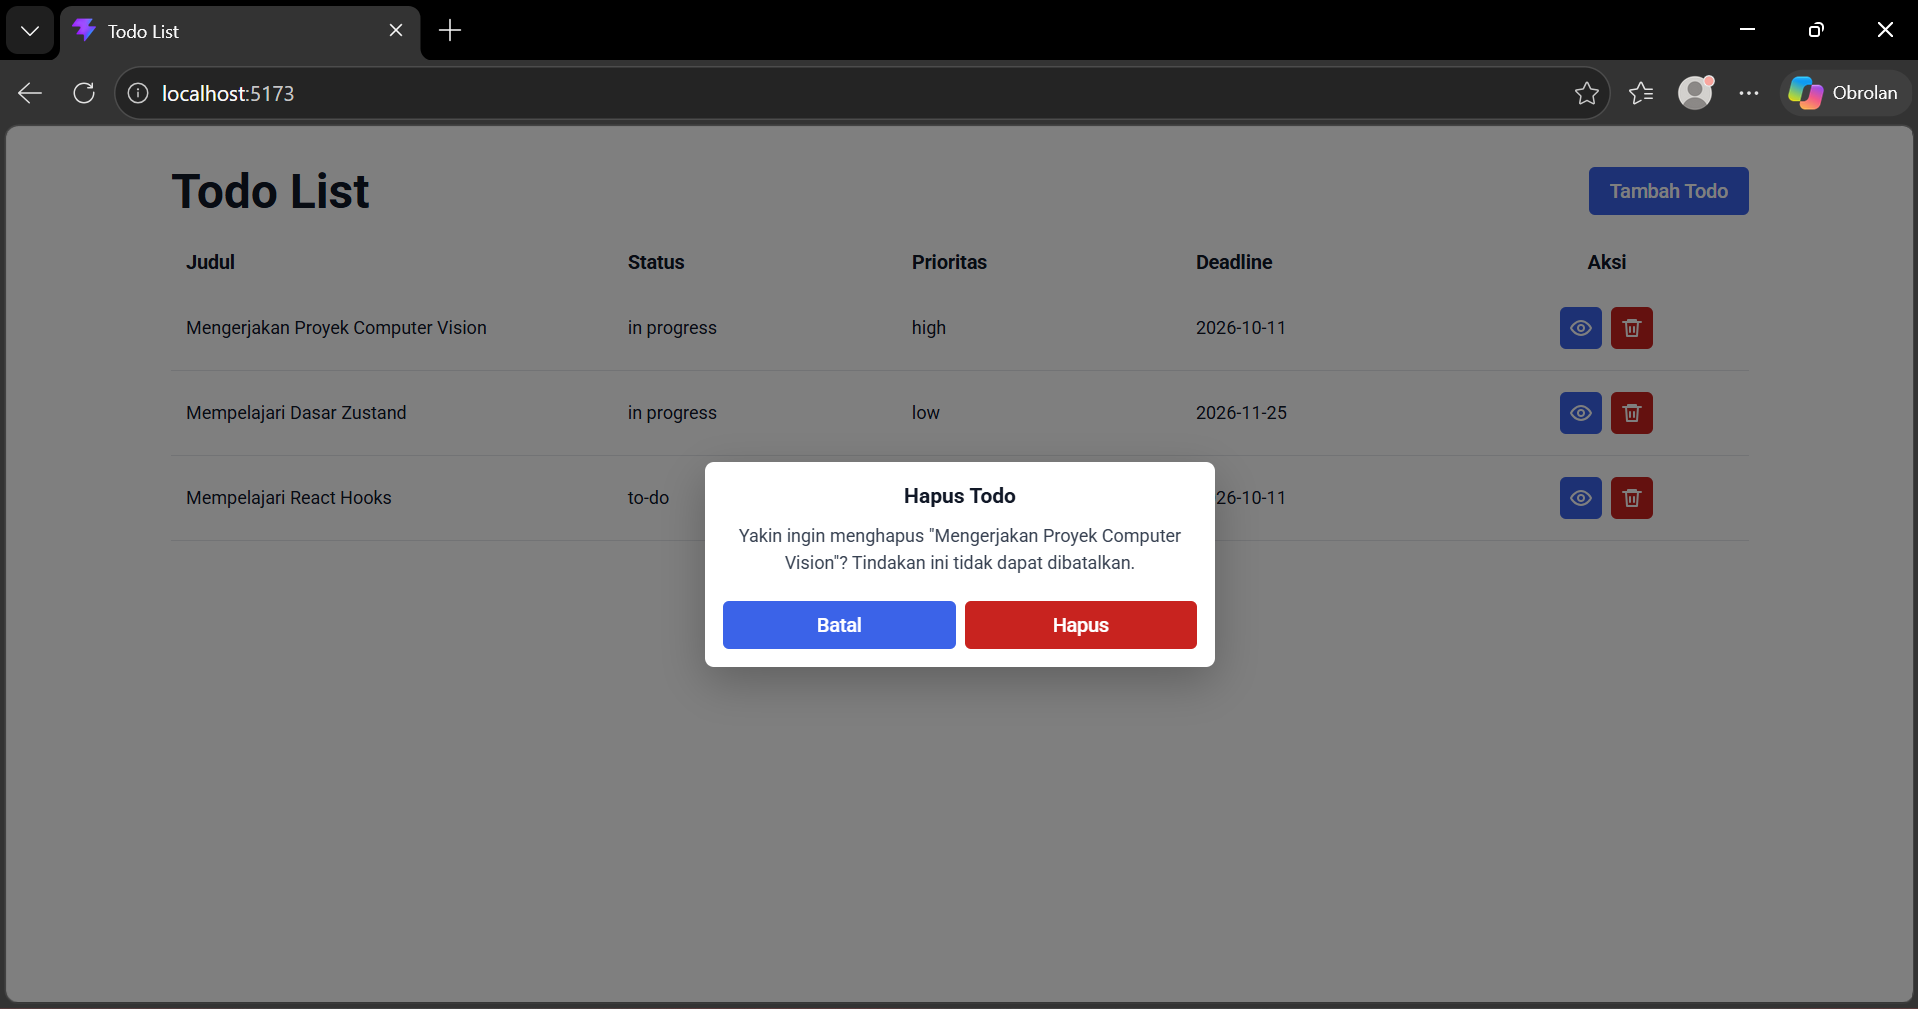 Todo List
localhost:5173
Obrolan
Todo List
Tambah Todo
Judul Status Prioritas Deadline Aksi
Mengerjakan Proyek Computer Vision in progress high 2026-10-11
Mempelajari Dasar Zustand in progress low 2026-11-25
Mempelajari React Hooks to-do 26-10-11
Hapus Todo
Yakin ingin menghapus "Mengerjakan Proyek Computer
Vision"? Tindakan ini tidak dapat dibatalkan.
Batal Hapus